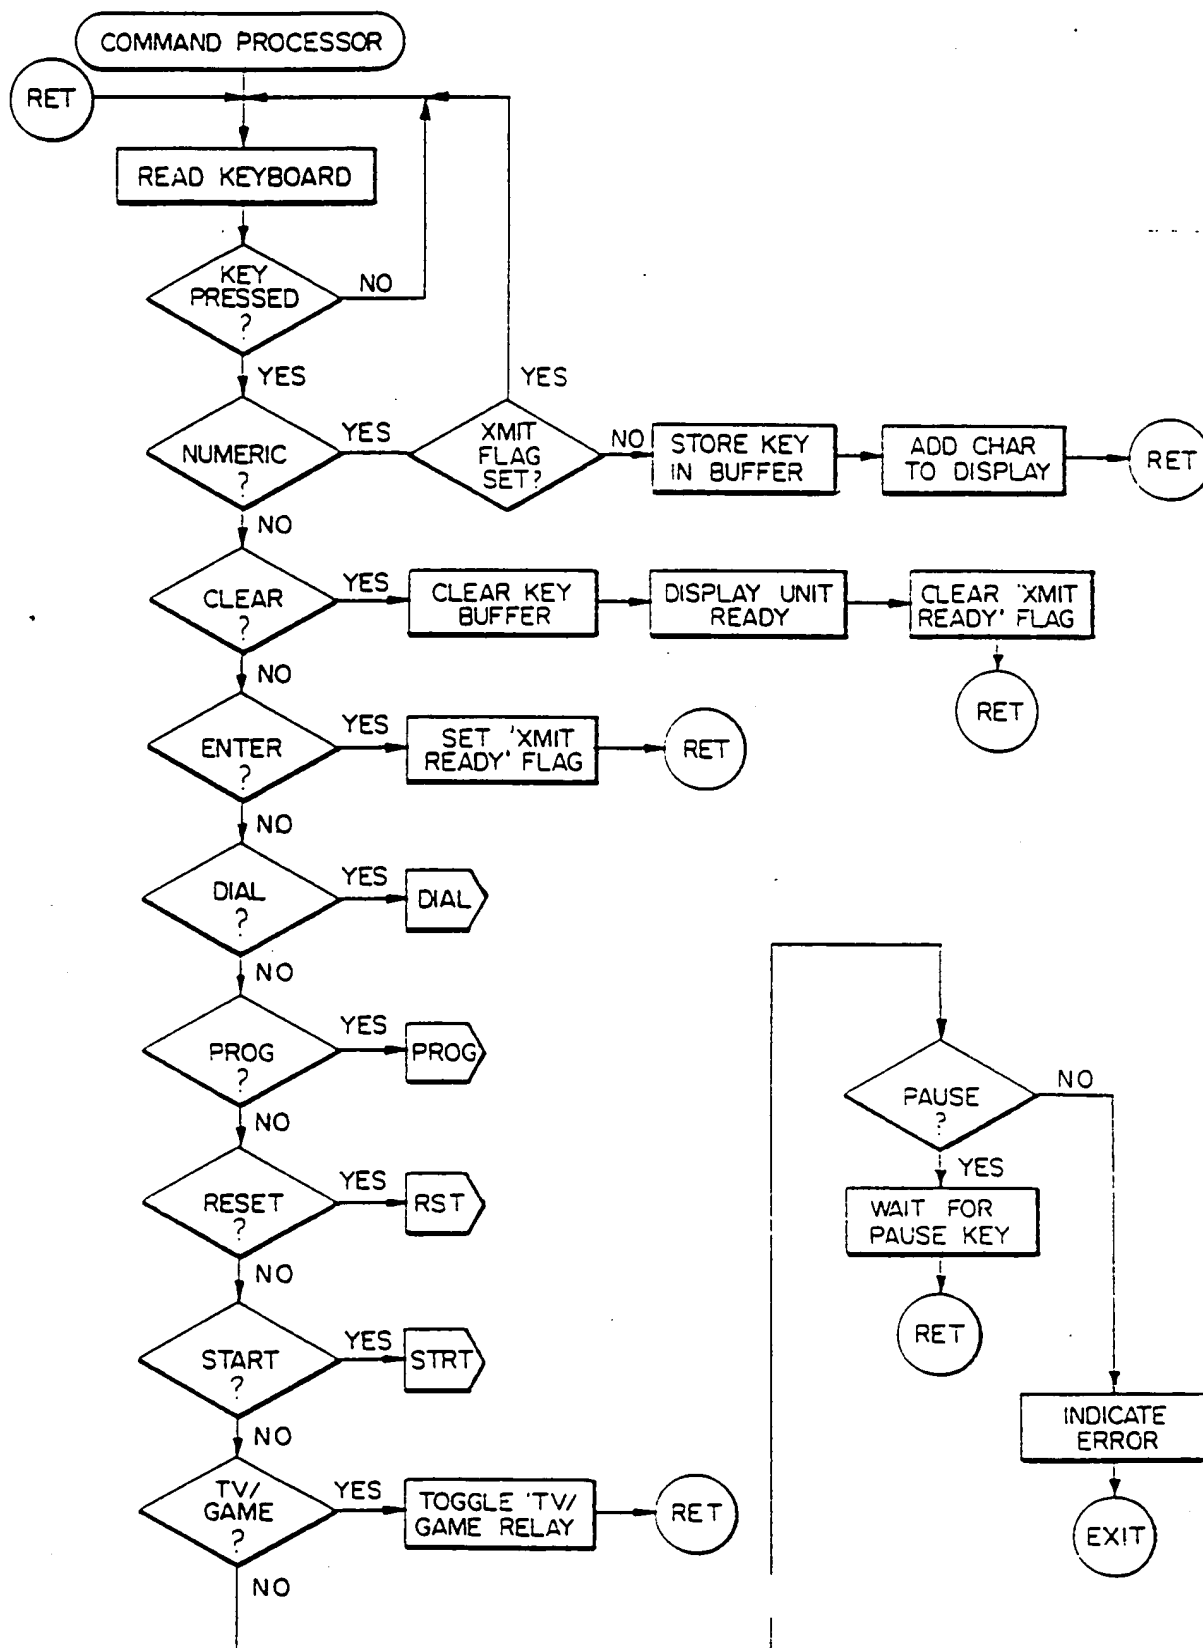 COMMAND PROCESSOR
RET
READ KEYBOARD
KEY
PRESSED
?
NO
YES
YES
NUMERIC
?
YES
XMIT
FLAG
SET?
NO
STORE KEY
IN BUFFER
ADD CHAR
TO DISPLAY
RET
NO
CLEAR
?
YES
CLEAR KEY
BUFFER
DISPLAY UNIT
READY
CLEAR 'XMIT
READY' FLAG
RET
NO
ENTER
?
YES
SET 'XMIT
READY' FLAG
RET
NO
DIAL
?
YES
DIAL
NO
PROG
?
YES
PROG
NO
RESET
?
YES
RST
NO
START
?
YES
STRT
NO
TV/
GAME
?
YES
TOGGLE 'TV/
GAME RELAY
RET
NO
PAUSE
?
NO
YES
WAIT FOR
PAUSE KEY
RET
INDICATE
ERROR
EXIT